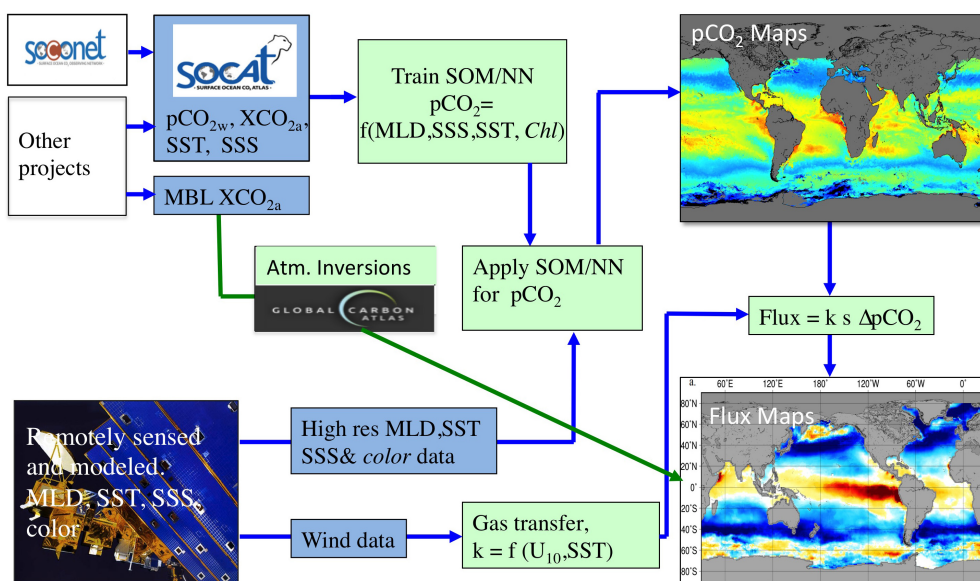 soconet
- SURFACE OCEAN CO₂ OBSERVING NETWORK -
SOCAT
- SURFACE OCEAN CO₂ ATLAS -
pCO₂w, XCO₂a,
SST, SSS
Other
projects
MBL XCO₂a
Train SOM/NN
pCO₂=
f(MLD,SSS,SST, Chl)
pCO₂ Maps
Atm. Inversions
GLOBAL CARBON
ATLAS
Apply SOM/NN
for pCO₂
Flux = k s ΔpCO₂
Remotely sensed
and modeled.
MLD, SST, SSS,
color
High res MLD,SST
SSS& color data
Wind data
Gas transfer,
k = f (U₁₀,SST)
a. 60°E 120°E 180° 120°W 60°W 0°
Flux Maps
80°N
60°N
40°N
20°N
0°
20°S
40°S
60°S
80°S